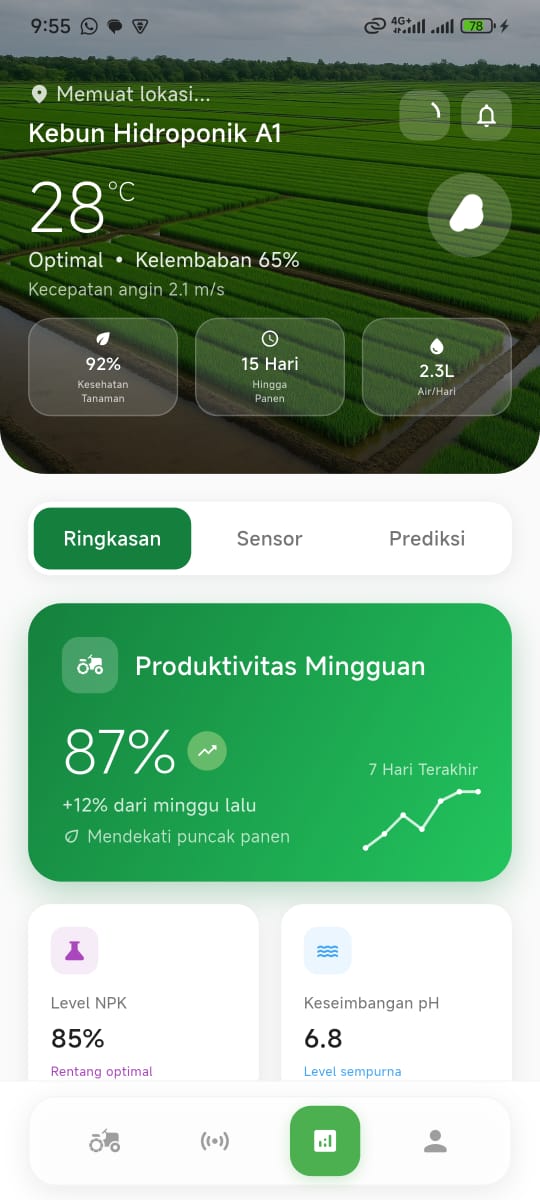 9:55
4G+
78
Memuat lokasi...
Kebun Hidroponik A1
28°C
Optimal • Kelembaban 65%
Kecepatan angin 2.1 m/s
92%
Kesehatan
Tanaman
15 Hari
Hingga
Panen
2.3L
Air/Hari
Ringkasan
Sensor
Prediksi
Produktivitas Mingguan
87%
+12% dari minggu lalu
Mendekati puncak panen
7 Hari Terakhir
Level NPK
85%
Rentang optimal
Keseimbangan pH
6.8
Level sempurna